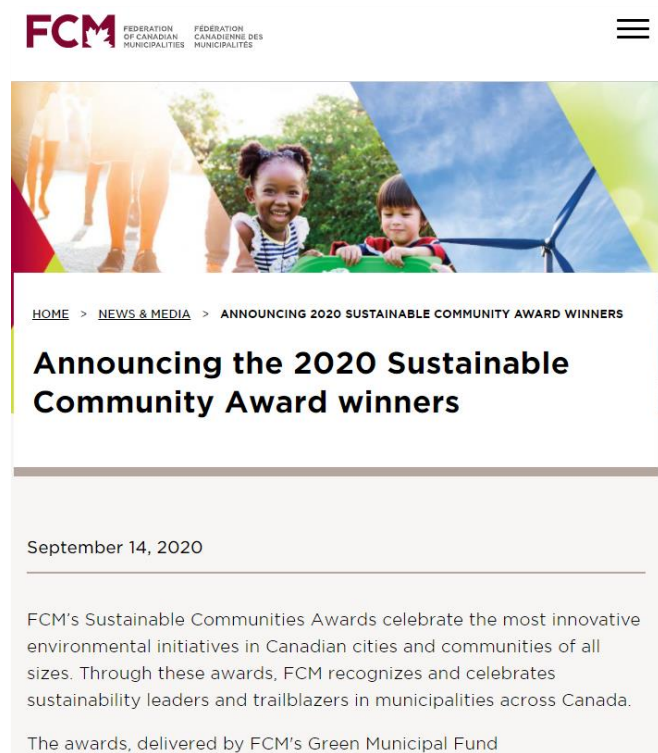 FCM
FEDERATION
OF CANADIAN
MUNICIPALITIES
FÉDÉRATION
CANADIENNE DES
MUNICIPALITÉS
HOME > NEWS & MEDIA > ANNOUNCING 2020 SUSTAINABLE COMMUNITY AWARD WINNERS
Announcing the 2020 Sustainable
Community Award winners
September 14, 2020
FCM's Sustainable Communities Awards celebrate the most innovative
environmental initiatives in Canadian cities and communities of all
sizes. Through these awards, FCM recognizes and celebrates
sustainability leaders and trailblazers in municipalities across Canada.
The awards, delivered by FCM's Green Municipal Fund